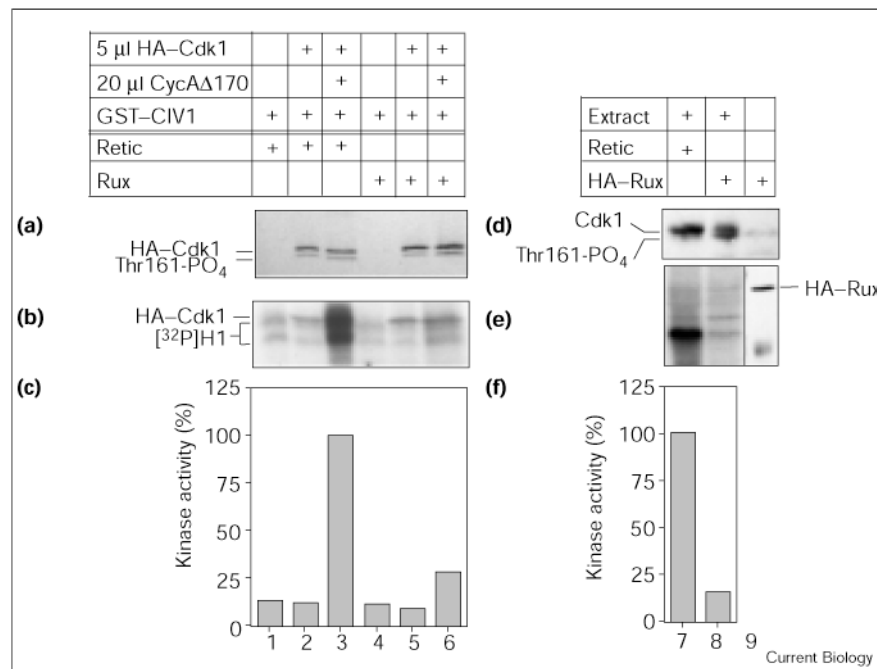 5 µl HA–Cdk1 + + + +
20 µl CycAΔ170 + +
GST–CIV1 + + + + + +
Retic + + +
Rux + + +
Extract + +
Retic +
HA–Rux + +
(a)
HA–Cdk1
Thr161-PO4
(b)
HA–Cdk1
[32P]H1
(c)
Kinase activity (%)
125
100
75
50
25
0
1 2 3 4 5 6
(d)
Cdk1
Thr161-PO4
(e)
HA–Rux
(f)
Kinase activity (%)
125
100
75
50
25
0
7 8 9
Current Biology